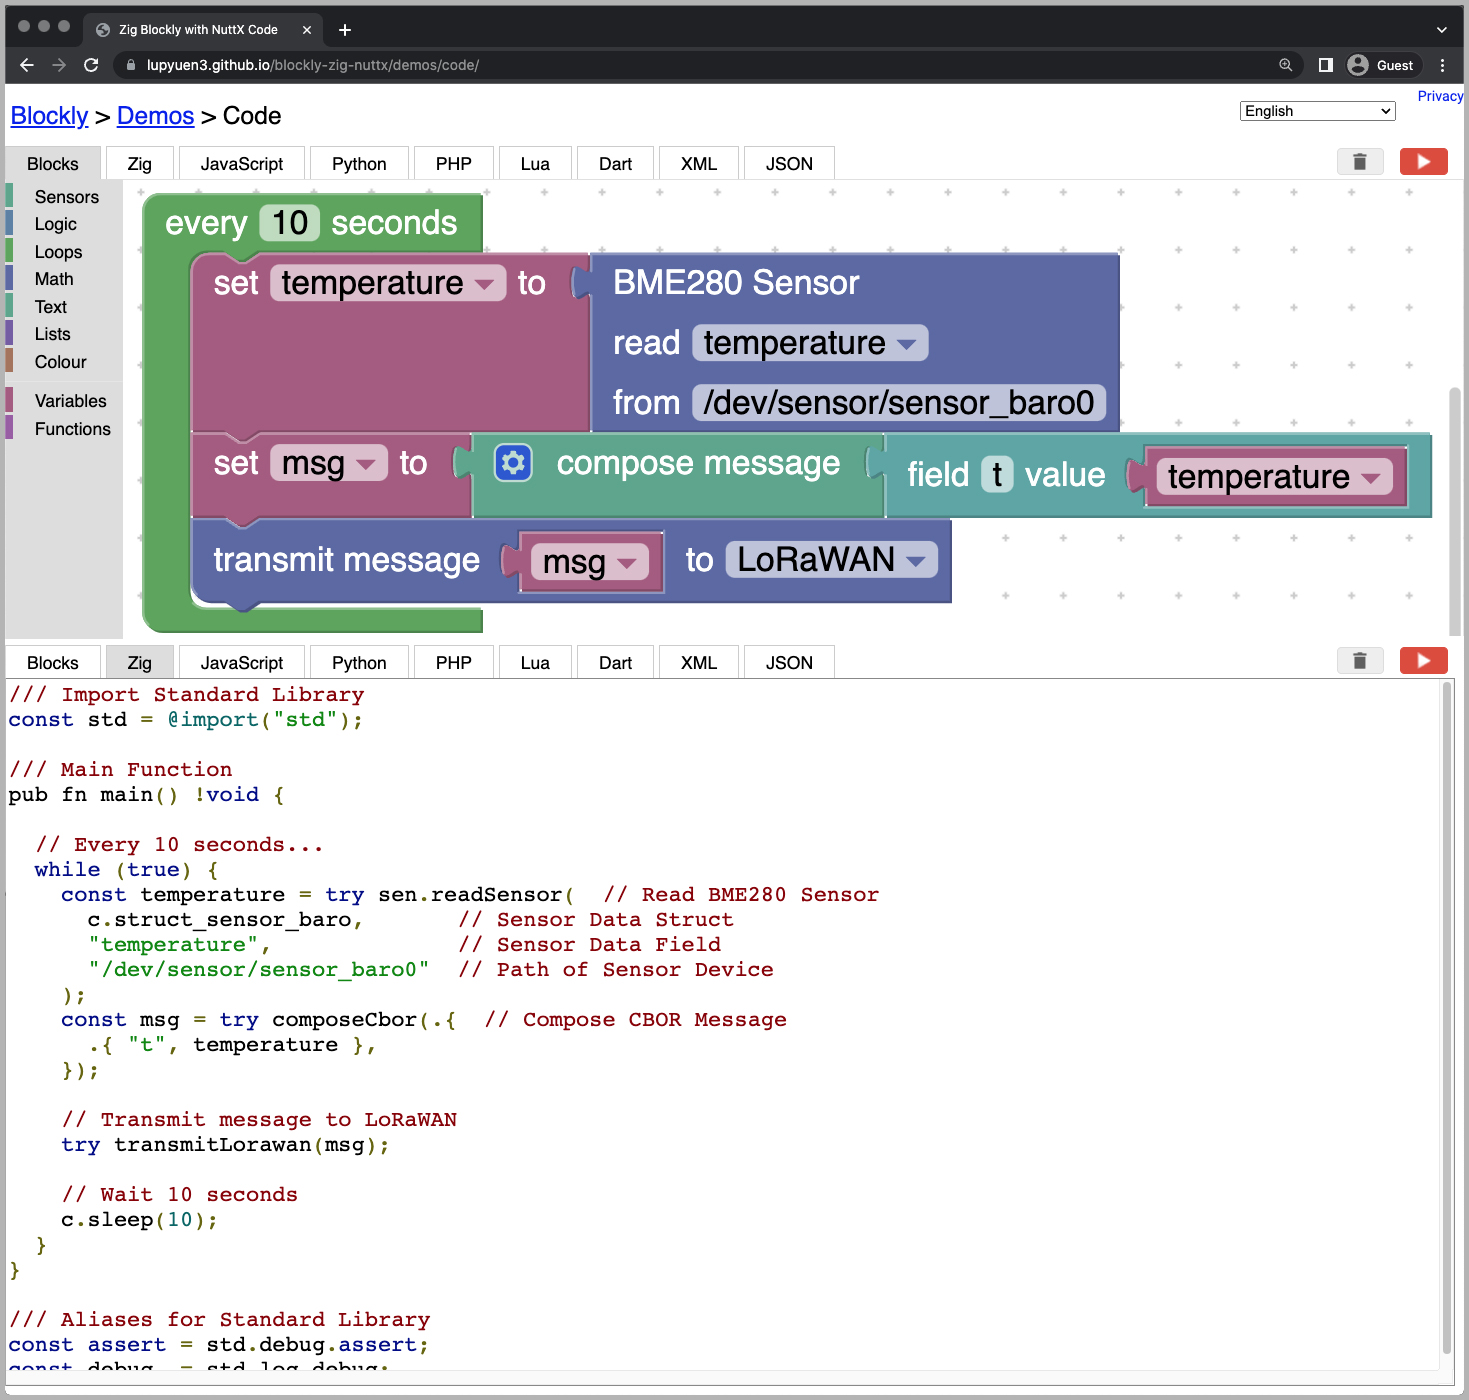 Zig Blockly with NuttX Code
lupyuen3.github.io/blockly-zig-nuttx/demos/code/
Guest
Privacy
Blockly > Demos > Code
English
Blocks Zig JavaScript Python PHP Lua Dart XML JSON
Sensors
Logic
Loops
Math
Text
Lists
Colour
Variables
Functions
every 10 seconds
set temperature to BME280 Sensor
read temperature
from /dev/sensor/sensor_baro0
set msg to compose message field t value temperature
transmit message msg to LoRaWAN
Blocks Zig JavaScript Python PHP Lua Dart XML JSON
/// Import Standard Library
const std = @import("std");
/// Main Function
pub fn main() !void {
  // Every 10 seconds...
  while (true) {
    const temperature = try sen.readSensor(  // Read BME280 Sensor
      c.struct_sensor_baro,       // Sensor Data Struct
      "temperature",              // Sensor Data Field
      "/dev/sensor/sensor_baro0"  // Path of Sensor Device
    );
    const msg = try composeCbor(.{  // Compose CBOR Message
      .{ "t", temperature },
    });
    // Transmit message to LoRaWAN
    try transmitLorawan(msg);
    // Wait 10 seconds
    c.sleep(10);
  }
}
/// Aliases for Standard Library
const assert = std.debug.assert;
const debug  = std.log.debug;